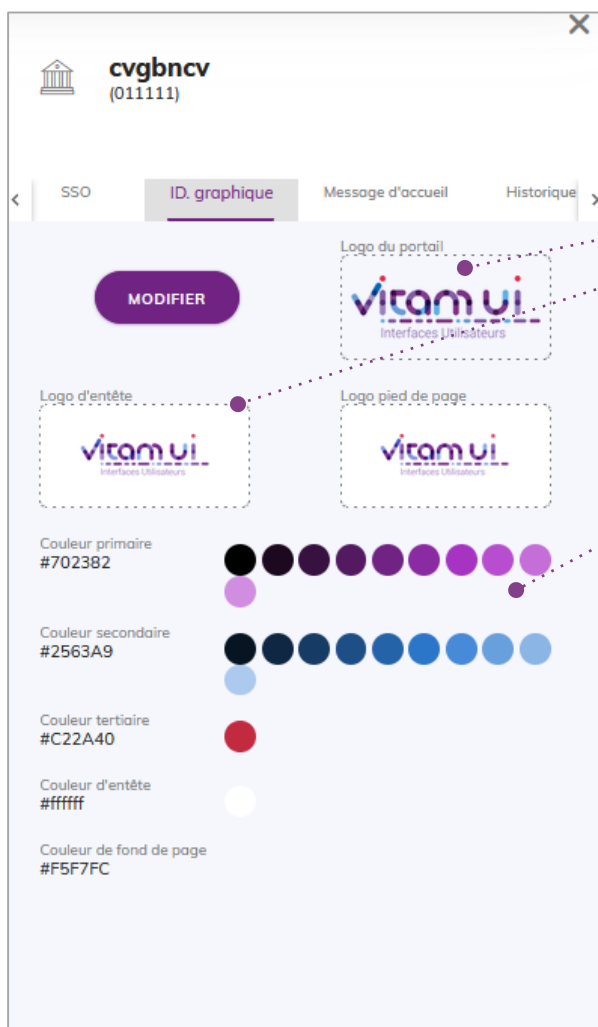 cvgbncv
(011111)
SSO ID. graphique Message d'accueil Historique
Logo du portail
MODIFIER
vitam ui
Interfaces Utilisateurs
Logo d'entête Logo pied de page
vitam ui vitam ui
Interfaces Utilisateurs Interfaces Utilisateurs
Couleur primaire
#702382
Couleur secondaire
#2563A9
Couleur tertiaire
#C22A40
Couleur d'entête
#ffffff
Couleur de fond de page
#F5F7FC